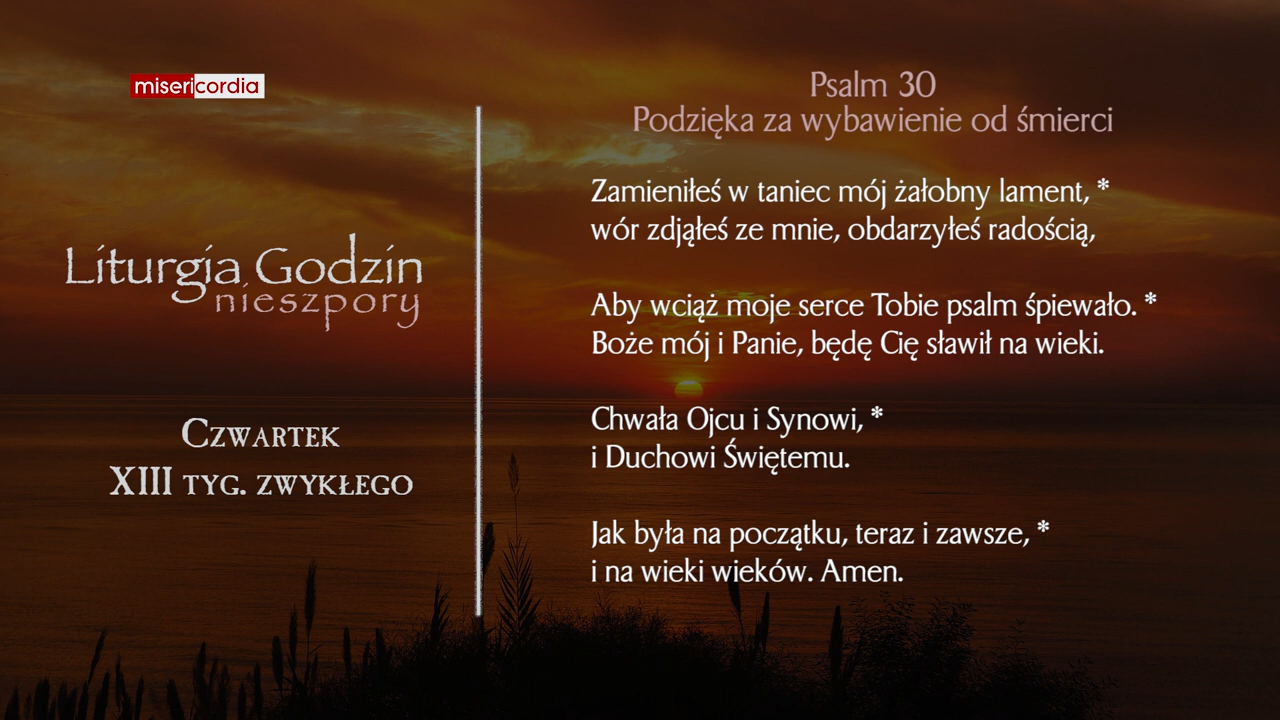 misericordia
Liturgia Godzin
nieszpory
Czwartek
XIII tyg. zwykłego
Psalm 30
Podzięka za wybawienie od śmierci
Zamieniłeś w taniec mój żałobny lament, *
wór zdjąłeś ze mnie, obdarzyłeś radością,
Aby wciąż moje serce Tobie psalm śpiewało. *
Boże mój i Panie, będę Cię sławił na wieki.
Chwała Ojcu i Synowi, *
i Duchowi Świętemu.
Jak była na początku, teraz i zawsze, *
i na wieki wieków. Amen.